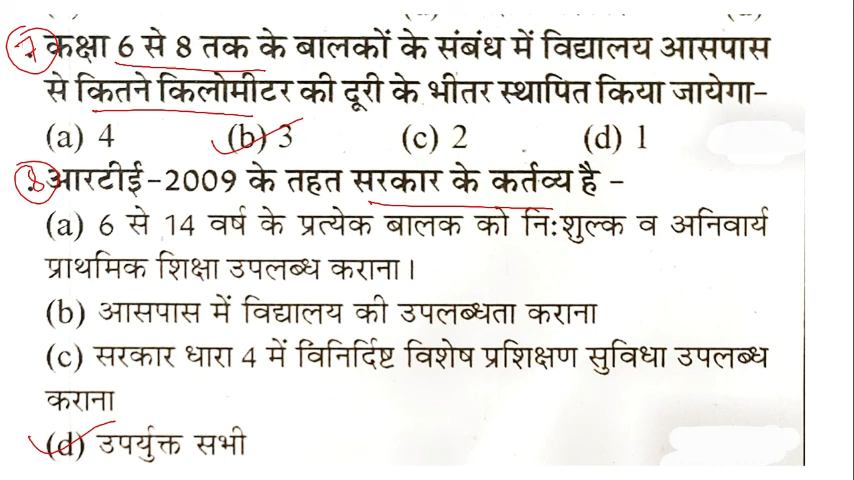 7 कक्षा 6 से 8 तक के बालकों के संबंध में विद्यालय आसपास
से कितने किलोमीटर की दूरी के भीतर स्थापित किया जायेगा-
(a) 4 (b) 3 (c) 2 (d) 1
8 आरटीई-2009 के तहत सरकार के कर्तव्य है -
(a) 6 से 14 वर्ष के प्रत्येक बालक को नि:शुल्क व अनिवार्य
प्राथमिक शिक्षा उपलब्ध कराना।
(b) आसपास में विद्यालय की उपलब्धता कराना
(c) सरकार धारा 4 में विनिर्दिष्ट विशेष प्रशिक्षण सुविधा उपलब्ध
कराना
(d) उपर्युक्त सभी